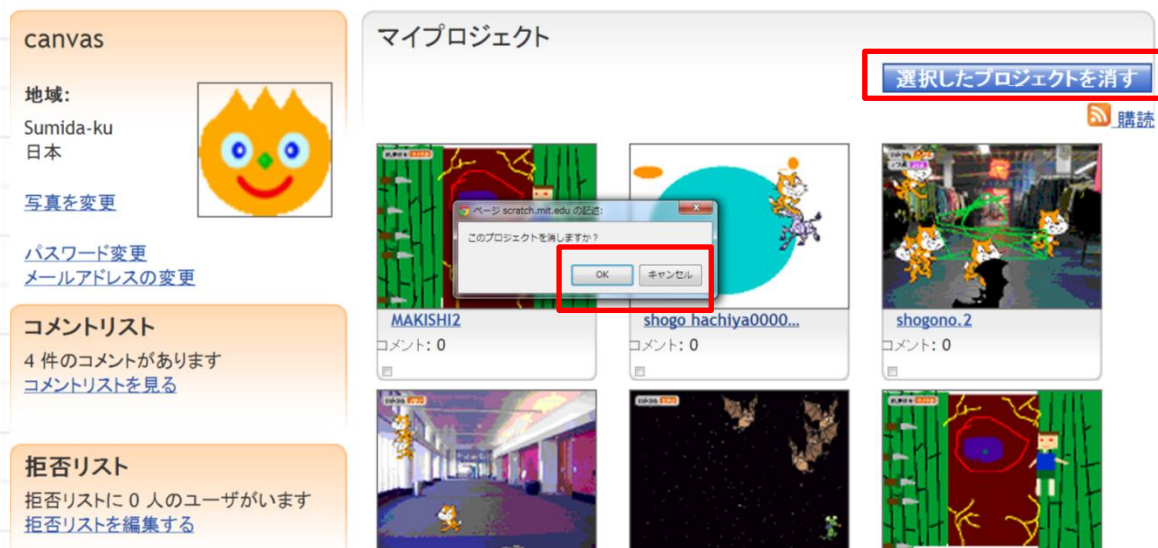 canvas
地域:
Sumida-ku
日本
写真を変更
パスワード変更
メールアドレスの変更
コメントリスト
4 件のコメントがあります
コメントリストを見る
拒否リスト
拒否リストに 0 人のユーザがいます
拒否リストを編集する
マイプロジェクト
選択したプロジェクトを消す
購読
ページ scratch.mit.edu の記述:
このプロジェクトを消しますか?
OK
キャンセル
MAKISHI2
コメント: 0
shogo hachiya0000...
コメント: 0
shogono.2
コメント: 0